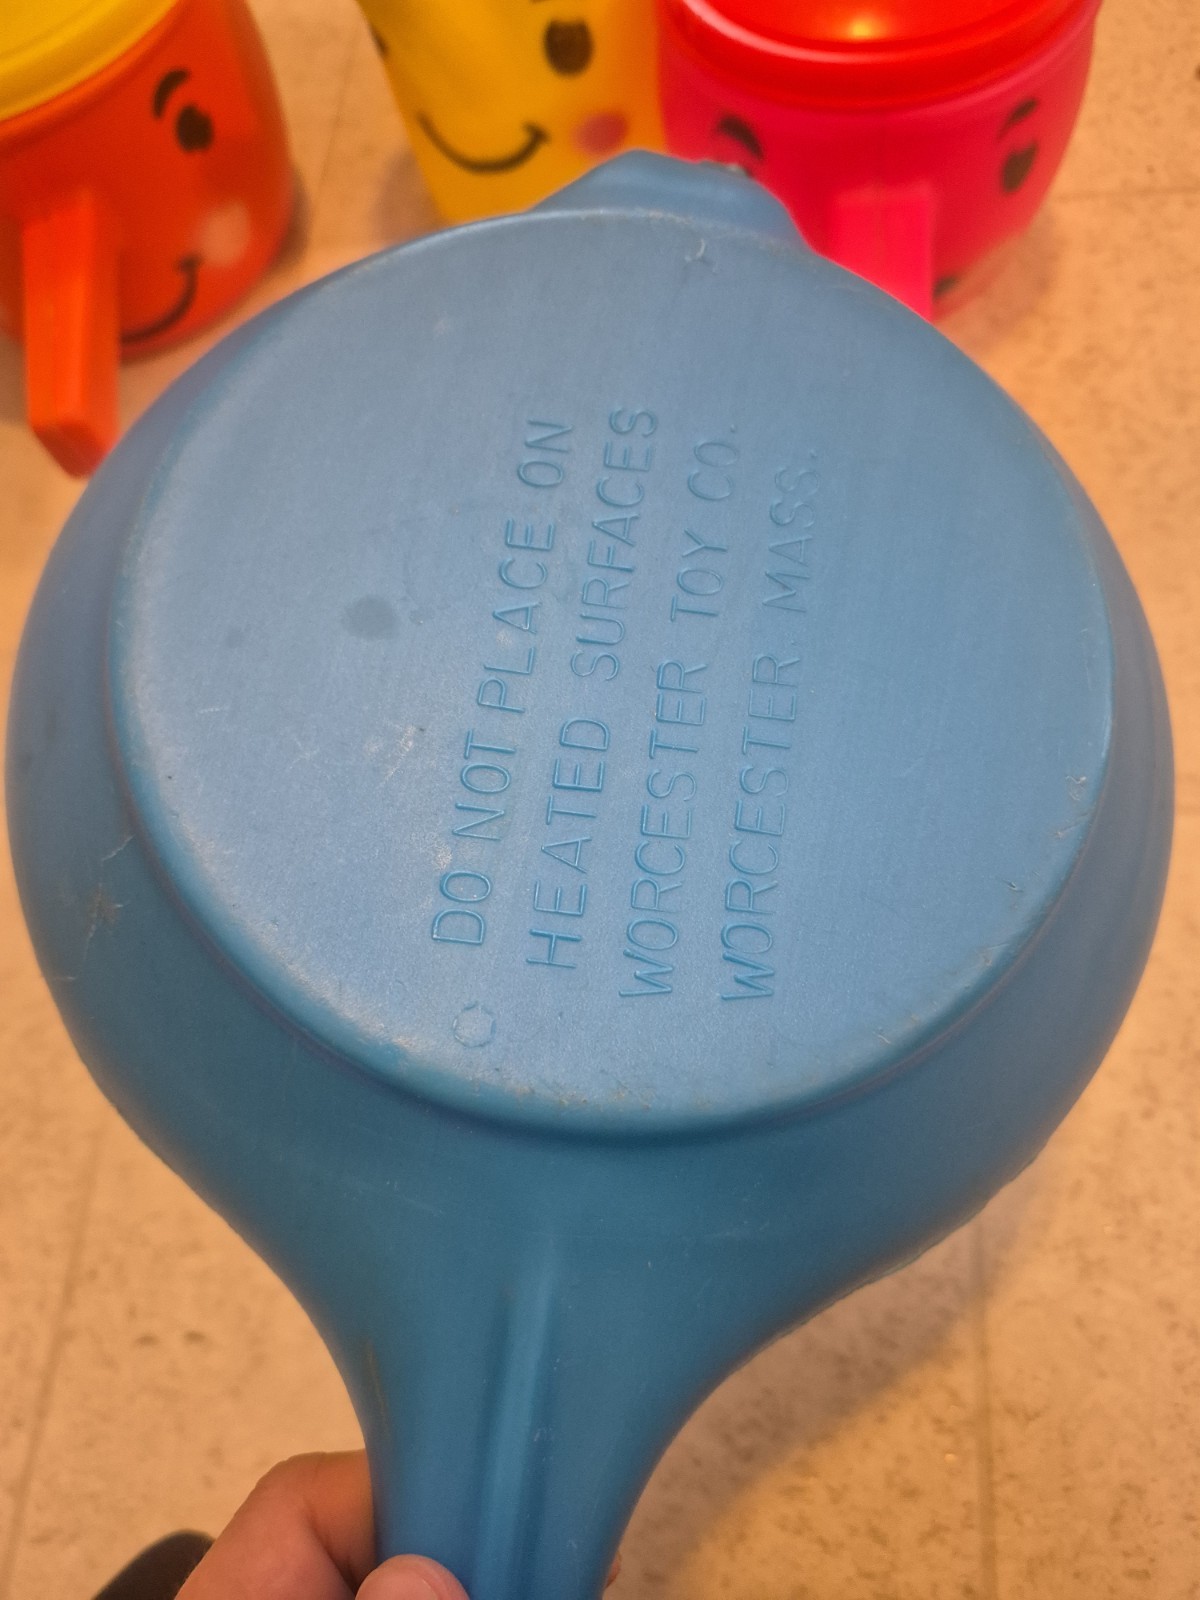 DO NOT PLACE ON
HEATED SURFACES
WORCESTER TOY CO.
WORCESTER. MASS.